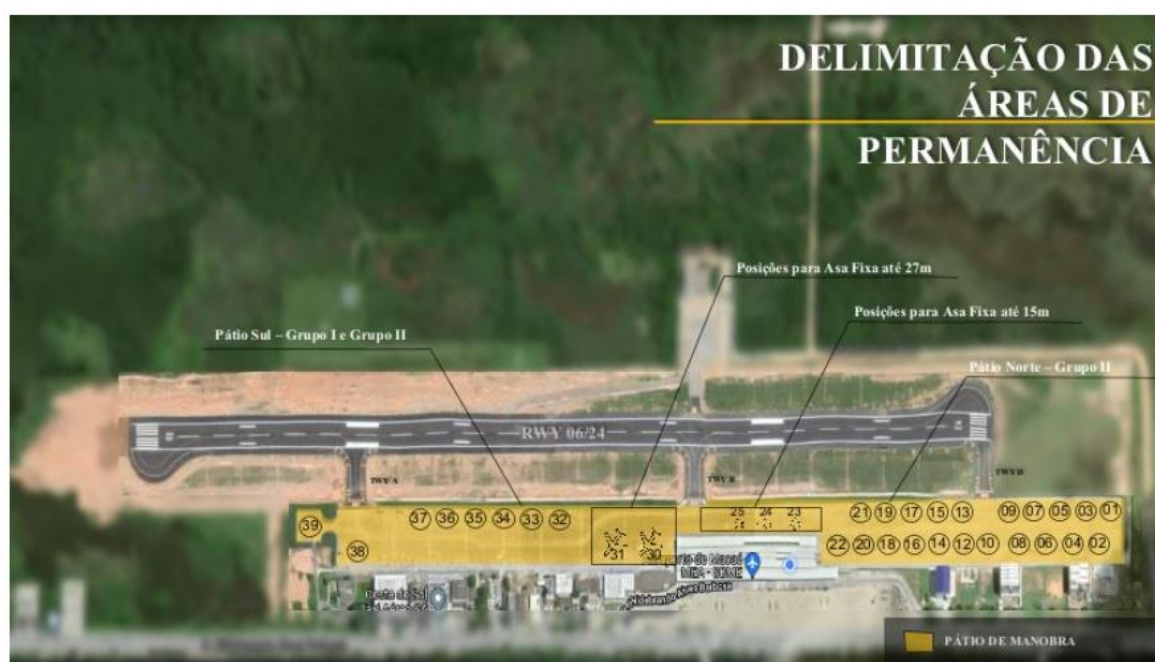 DELIMITAÇÃO DAS
ÁREAS DE
PERMANÊNCIA
Posições para Asa Fixa até 27m
Posições para Asa Fixa até 15m
Pátio Sul – Grupo I e Grupo II
Pátio Norte – Grupo II
RWY 06/24
TWY A
TWY B
TWY D
39
37 36 35 34 33 32
25 24 23
21 19 17 15 13 09 07 05 03 01
38
31 30
22 20 18 16 14 12 10 08 06 04 02
de Macaé
PÁTIO DE MANOBRA